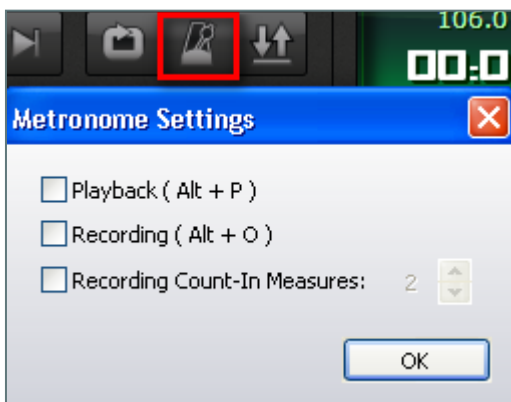 106.0
00:0
Metronome Settings
Playback ( Alt + P )
Recording ( Alt + O )
Recording Count-In Measures: 2
OK